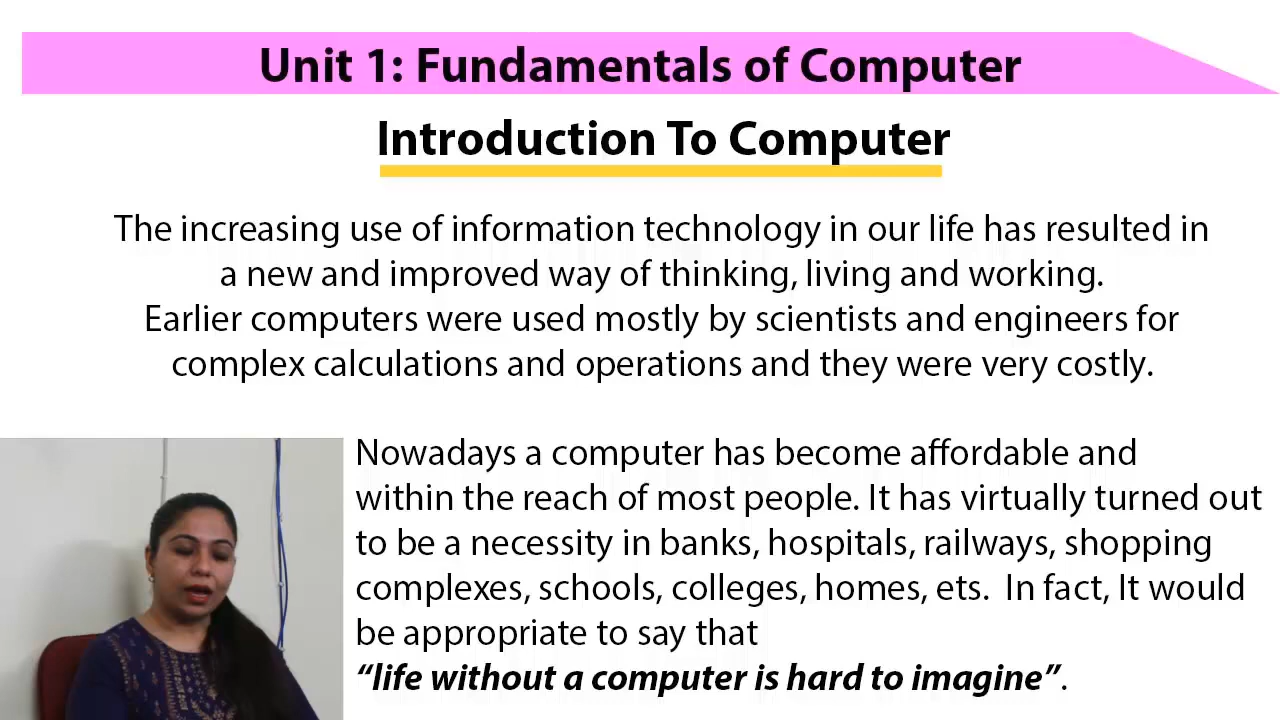 Unit 1: Fundamentals of Computer
Introduction To Computer
The increasing use of information technology in our life has resulted in
a new and improved way of thinking, living and working.
Earlier computers were used mostly by scientists and engineers for
complex calculations and operations and they were very costly.
Nowadays a computer has become affordable and
within the reach of most people. It has virtually turned out
to be a necessity in banks, hospitals, railways, shopping
complexes, schools, colleges, homes, ets. In fact, It would
be appropriate to say that
“life without a computer is hard to imagine”.